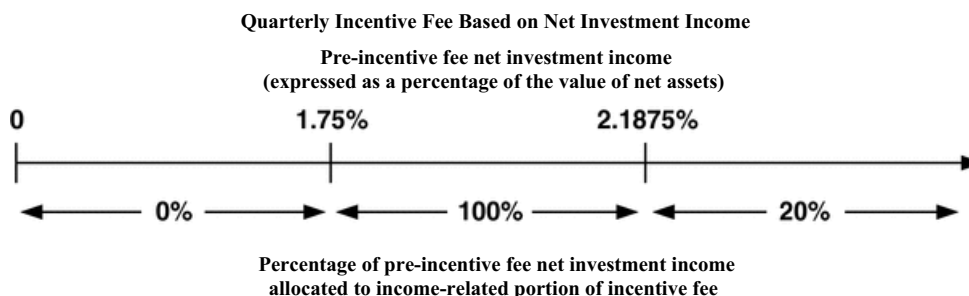 Quarterly Incentive Fee Based on Net Investment Income
Pre-incentive fee net investment income
(expressed as a percentage of the value of net assets)
0 1.75% 2.1875%
0% 100% 20%
Percentage of pre-incentive fee net investment income
allocated to income-related portion of incentive fee